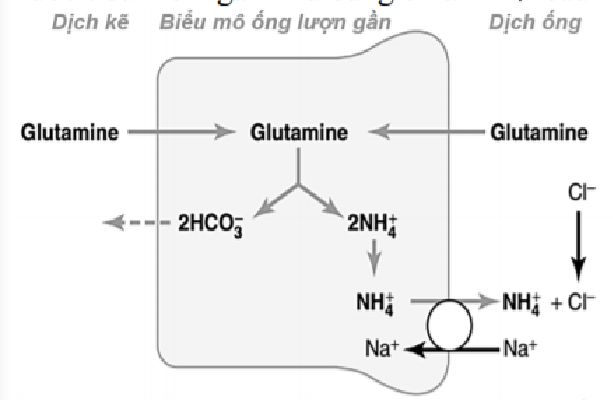 Dịch kẽ Biểu mô ống lượn gần Dịch ống
Glutamine Glutamine Glutamine
Cl⁻
2HCO₃⁻ 2NH₄⁺
NH₄⁺ NH₄⁺ + Cl⁻
Na⁺ Na⁺